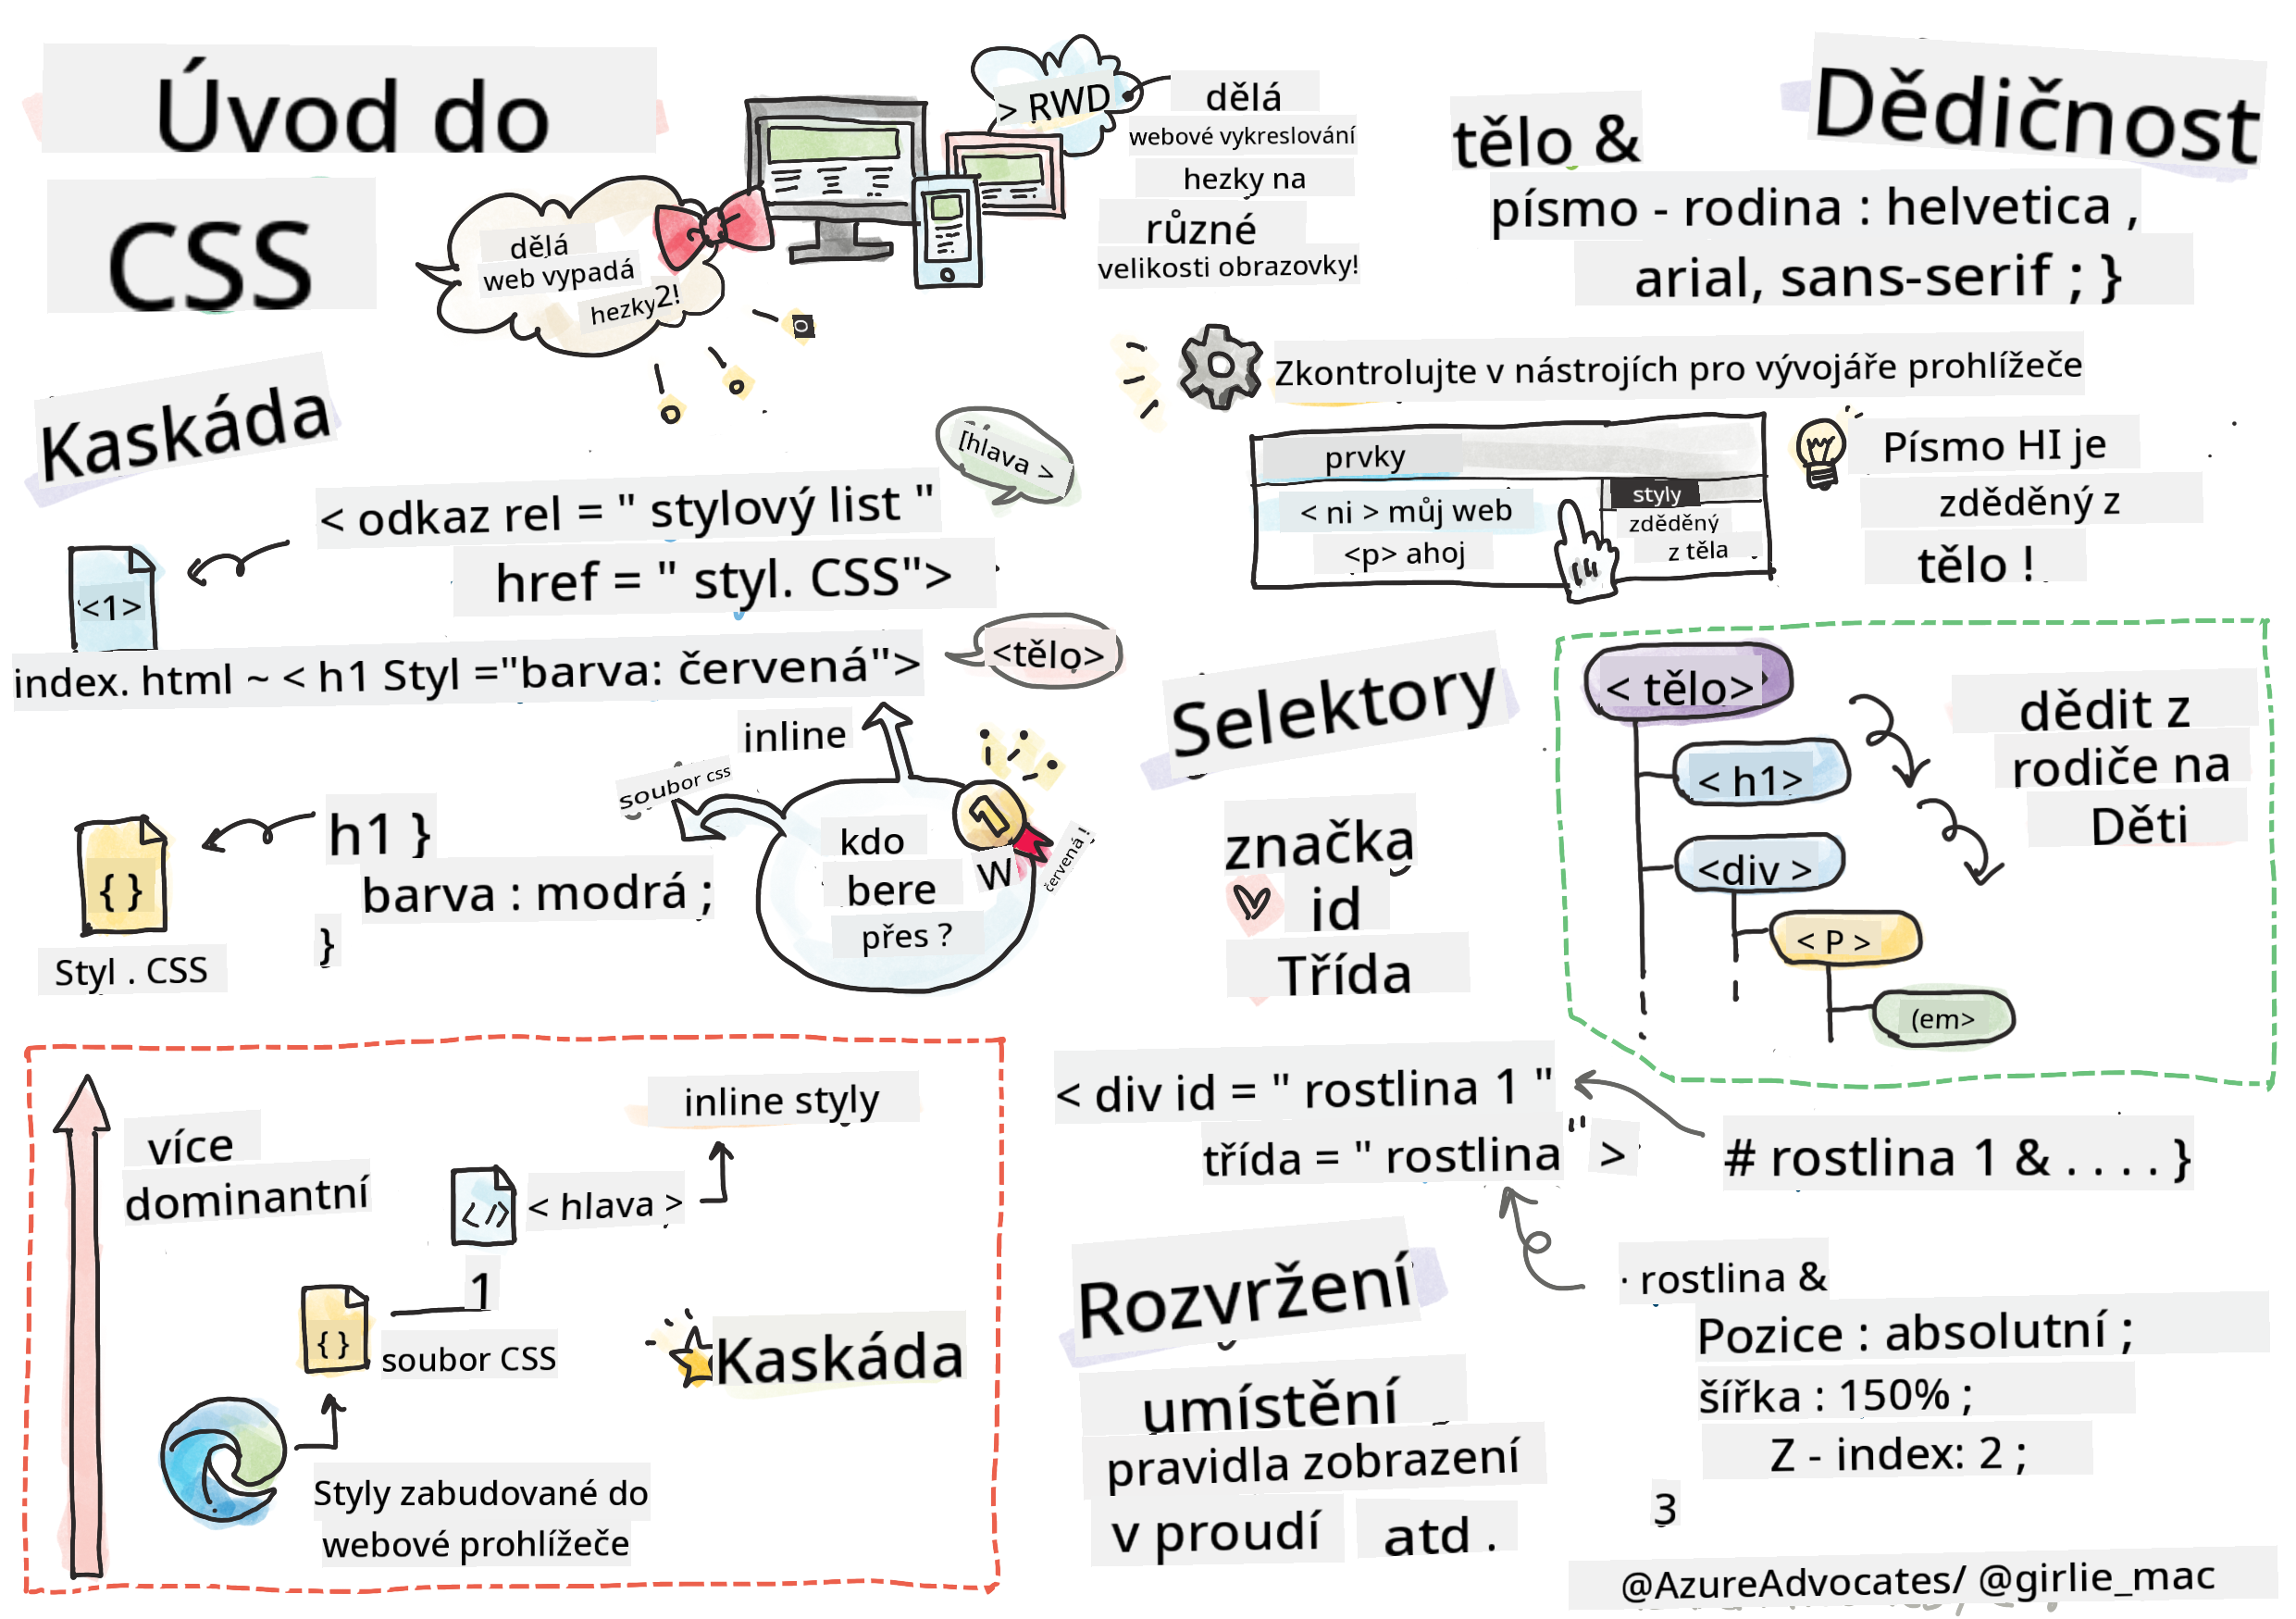 Úvod do
CSS
dělá
web vypadá
hezky2!
> RWD
dělá
webové vykreslování
hezky na
různé
velikosti obrazovky!
Dědičnost
tělo &
písmo - rodina : helvetica ,
arial, sans-serif ; }
Zkontrolujte v nástrojích pro vývojáře prohlížeče
prvky
< ni > můj web
<p> ahoj
styly
zděděný
z těla
Písmo HI je
zděděný z
tělo !
Kaskáda
[hlava >
< odkaz rel = " stylový list "
href = " styl. CSS">
<1>
index. html ~ < h1 Styl ="barva: červená">
<tělo>
inline
soubor css
h1 }
barva : modrá ;
}
{ }
Styl . CSS
kdo
bere
přes ?
1
W
červená !
Selektory
značka
id
Třída
< tělo>
< h1>
<div >
< P >
(em>
dědit z
rodiče na
Děti
< div id = " rostlina 1 "
třída = " rostlina " >
# rostlina 1 & . . . . }
· rostlina &
Pozice : absolutní ;
šířka : 150% ;
Z - index: 2 ;
3
více
dominantní
inline styly
</>
< hlava >
1
{ }
soubor CSS
Kaskáda
Styly zabudované do
webové prohlížeče
Rozvržení
umístění
pravidla zobrazení
v proudí atd .
@AzureAdvocates/ @girlie_mac